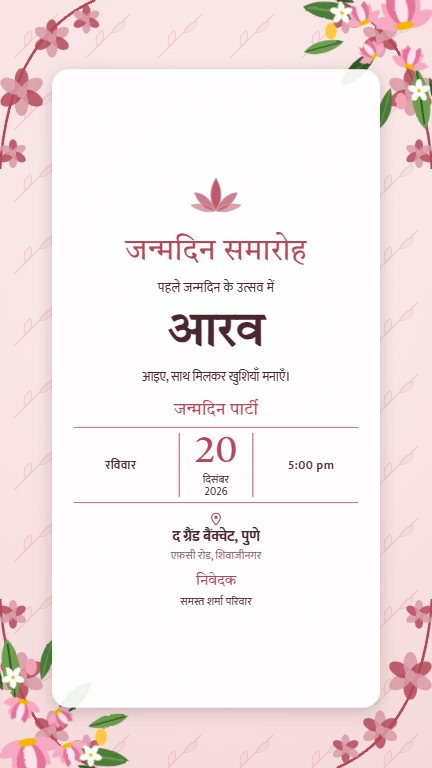 जन्मदिन समारोह
पहले जन्मदिन के उत्सव में
आरव
आइए, साथ मिलकर खुशियाँ मनाएँ।
जन्मदिन पार्टी
रविवार
20
दिसंबर
2026
5:00 pm
द ग्रैंड बैंक्वेट, पुणे
एफ़सी रोड, शिवाजीनगर
निवेदक
समस्त शर्मा परिवार